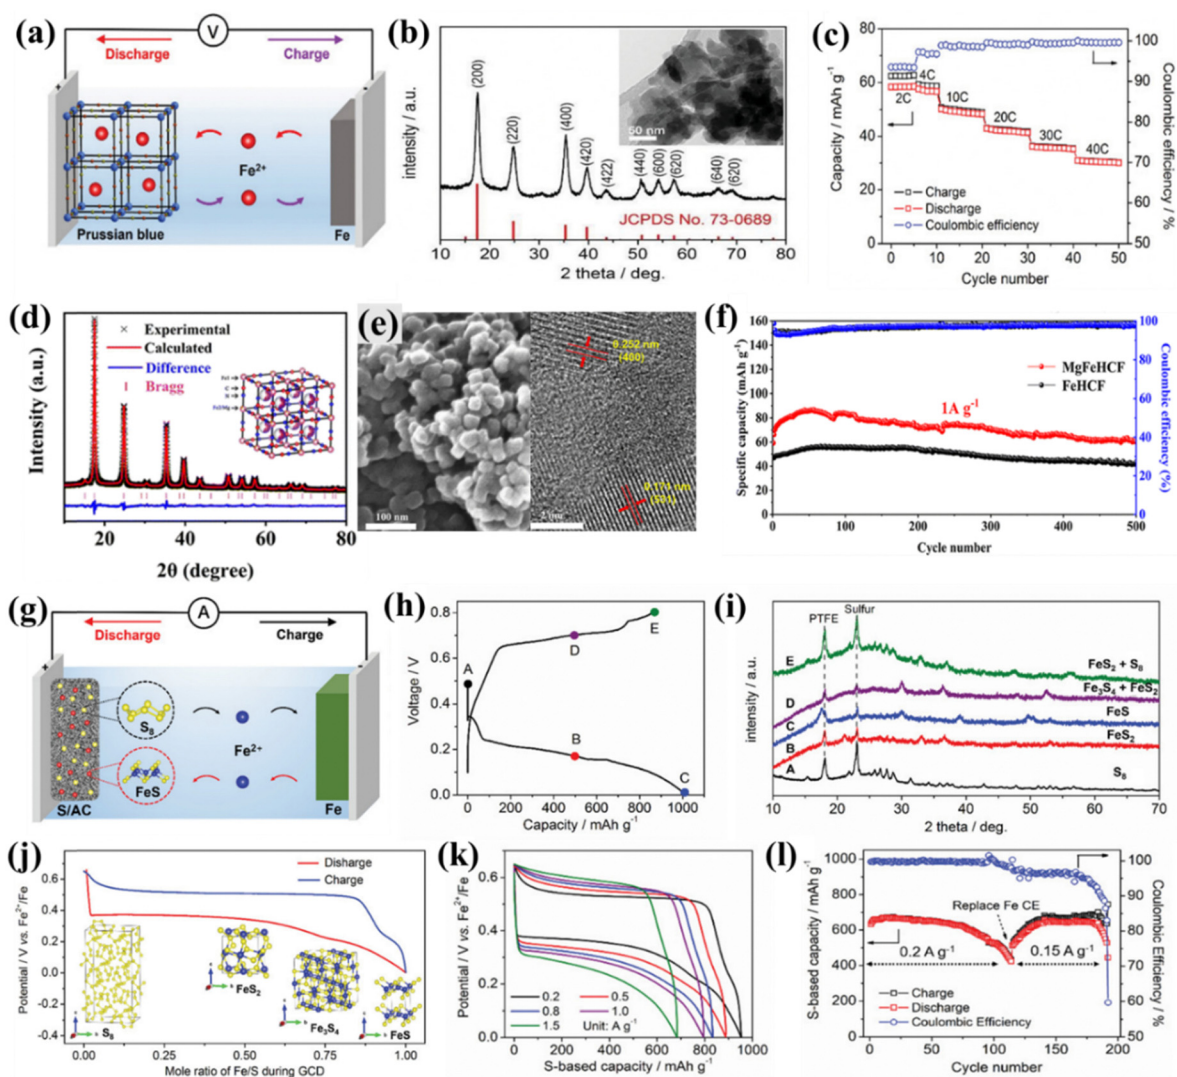 (a)
V
Discharge
Charge
Fe²⁺
Prussian blue
Fe
(b)
intensity / a.u.
(200)
(220)
(400)
(420)
(422)
(440)
(600)
(620)
(640)
(620)
50 nm
JCPDS No. 73-0689
10 20 30 40 50 60 70 80
2 theta / deg.
(c)
Capacity / mAh g⁻¹
80
60
40
20
0
2C
4C
10C
20C
30C
40C
Charge
Discharge
Coulombic efficiency
100
90
80
70
60
50
Coulombic efficiency / %
0 10 20 30 40 50
Cycle number
(d)
Intensity (a.u.)
Experimental
Calculated
Difference
Bragg
20 40 60 80
2θ (degree)
(e)
100 nm
0.252 nm
(400)
0.171 nm
(f)
Specific capacity (mAh g⁻¹)
160
140
120
100
80
60
40
20
0
MgFeHCF
FeHCF
1A g⁻¹
100
80
60
40
20
0
Coulombic efficiency (%)
0 100 200 300 400 500
Cycle number
(g)
A
Discharge
Charge
S₈
Fe²⁺
FeS
S/AC
Fe
(h)
Voltage / V
0.8
0.6
0.4
0.2
0.0
A
B
C
D
E
0 200 400 600 800 1000
Capacity / mAh g⁻¹
(i)
intensity / a.u.
PTFE
Sulfur
E
FeS₂ + S₈
D
Fe₃S₄ + FeS₂
C
FeS
B
FeS₂
A
S₈
10 20 30 40 50 60 70
2 theta / deg.
(j)
Potential / V vs. Fe²⁺/Fe
0.8
0.4
0.0
-0.4
Disharge
Charge
S₈
FeS₂
Fe₃S₄
FeS
0.00 0.25 0.50 0.75 1.00
Mole ratio of Fe/S during GCD
(k)
Potential / V vs. Fe²⁺/Fe
0.6
0.4
0.2
0.0
0.2 0.5
0.8 1.0
1.5 Unit: A g⁻¹
0 200 400 600 800 1000
S-based capacity / mAh g⁻¹
(l)
S-based capacity / mAh g⁻¹
1000
800
600
400
200
0
Replace Fe CE
0.2 A g⁻¹
0.15 A g⁻¹
Charge
Discharge
Coulombic Efficiency
100
90
80
70
60
50
Coulombic Efficiency / %
0 50 100 150 200
Cycle number